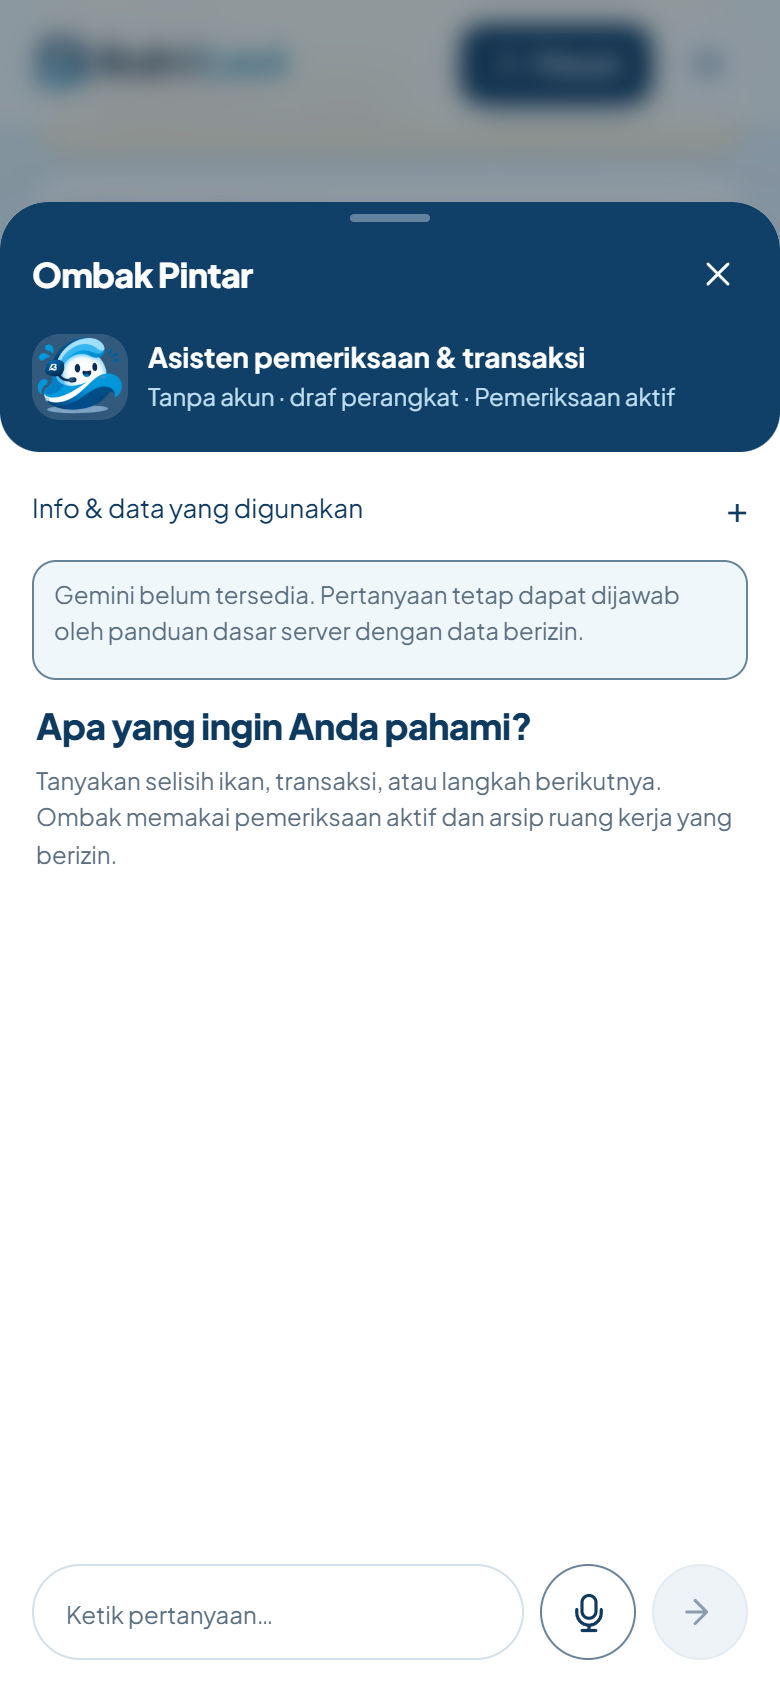 Ombak Pintar
Asisten pemeriksaan & transaksi
Tanpa akun · draf perangkat · Pemeriksaan aktif
Info & data yang digunakan
+
Gemini belum tersedia. Pertanyaan tetap dapat dijawab
oleh panduan dasar server dengan data berizin.
Apa yang ingin Anda pahami?
Tanyakan selisih ikan, transaksi, atau langkah berikutnya.
Ombak memakai pemeriksaan aktif dan arsip ruang kerja yang
berizin.
Ketik pertanyaan...